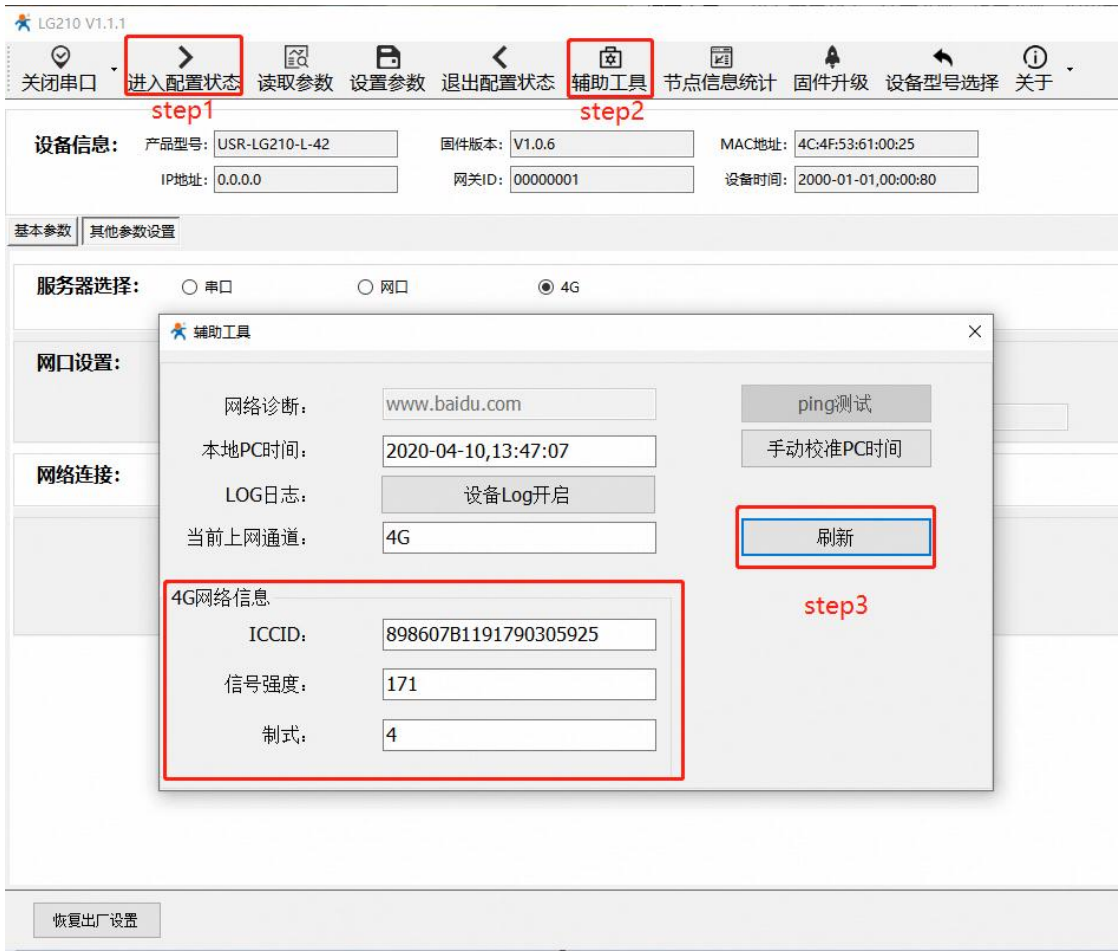 LG210 V1.1.1
关闭串口 进入配置状态 读取参数 设置参数 退出配置状态 辅助工具 节点信息统计 固件升级 设备型号选择 关于
step1 step2
设备信息: 产品型号: USR-LG210-L-42 固件版本: V1.0.6 MAC地址: 4C:4F:53:61:00:25
IP地址: 0.0.0.0 网关ID: 00000001 设备时间: 2000-01-01,00:00:80
基本参数 其他参数设置
服务器选择: 串口 网口 4G
辅助工具
网口设置:
网络诊断: www.baidu.com ping测试
本地PC时间: 2020-04-10,13:47:07 手动校准PC时间
网络连接:
LOG日志: 设备Log开启
当前上网通道: 4G 刷新
4G网络信息
step3
ICCID: 898607B1191790305925
信号强度: 171
制式: 4
恢复出厂设置